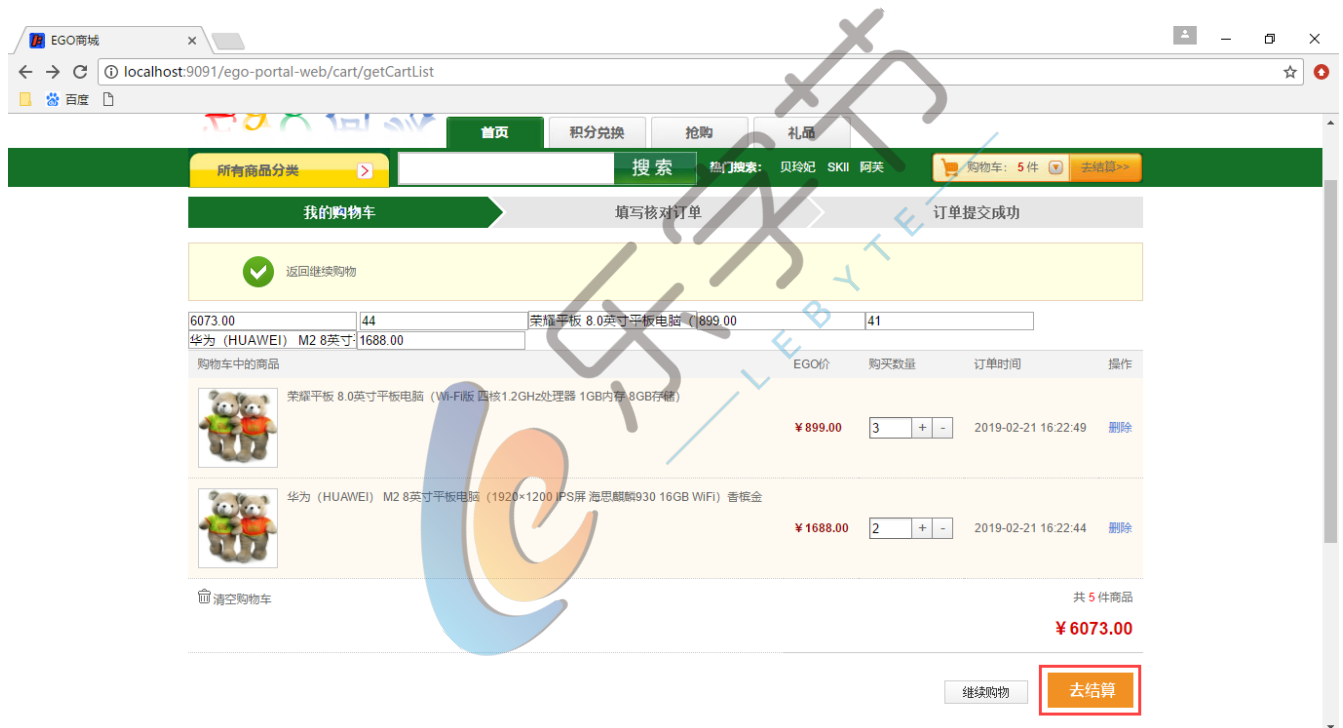 EGO商城
localhost:9091/ego-portal-web/cart/getCartList
百度
首页 积分兑换 抢购 礼品
所有商品分类 搜 索 热门搜索: 贝玲妃 SKII 阿芙 购物车: 5 件 去结算>>
我的购物车 填写核对订单 订单提交成功
返回继续购物
6073.00 44 荣耀平板 8.0英寸平板电脑( 899.00 41
华为(HUAWEI) M2 8英寸 1688.00
购物车中的商品 EGO价 购买数量 订单时间 操作
荣耀平板 8.0英寸平板电脑(Wi-Fi版 四核1.2GHz处理器 1GB内存 8GB存储)
¥899.00 3 + - 2019-02-21 16:22:49 删除
华为(HUAWEI) M2 8英寸平板电脑(1920×1200 IPS屏 海思麒麟930 16GB WiFi)香槟金
¥1688.00 2 + - 2019-02-21 16:22:44 删除
清空购物车 共 5 件商品
¥6073.00
继续购物 去结算
乐字节
LEBYTE